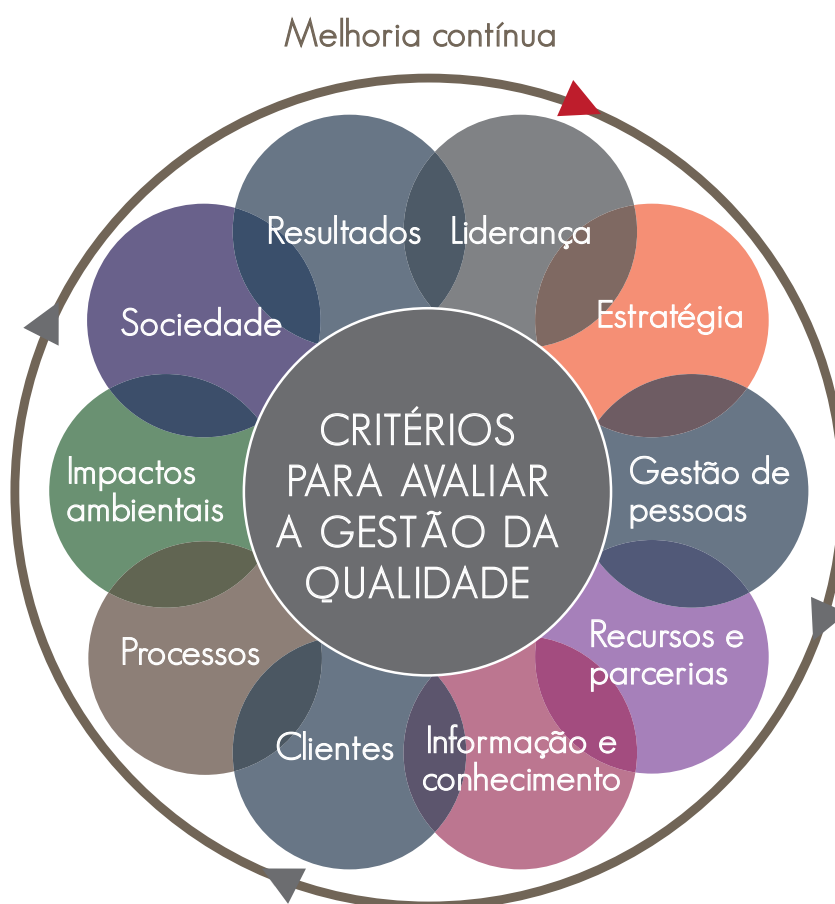 Melhoria contínua
Resultados
Liderança
Estratégia
Gestão de
pessoas
Recursos e
parcerias
Informação e
conhecimento
Clientes
Processos
Impactos
ambientais
Sociedade
CRITÉRIOS
PARA AVALIAR
A GESTÃO DA
QUALIDADE